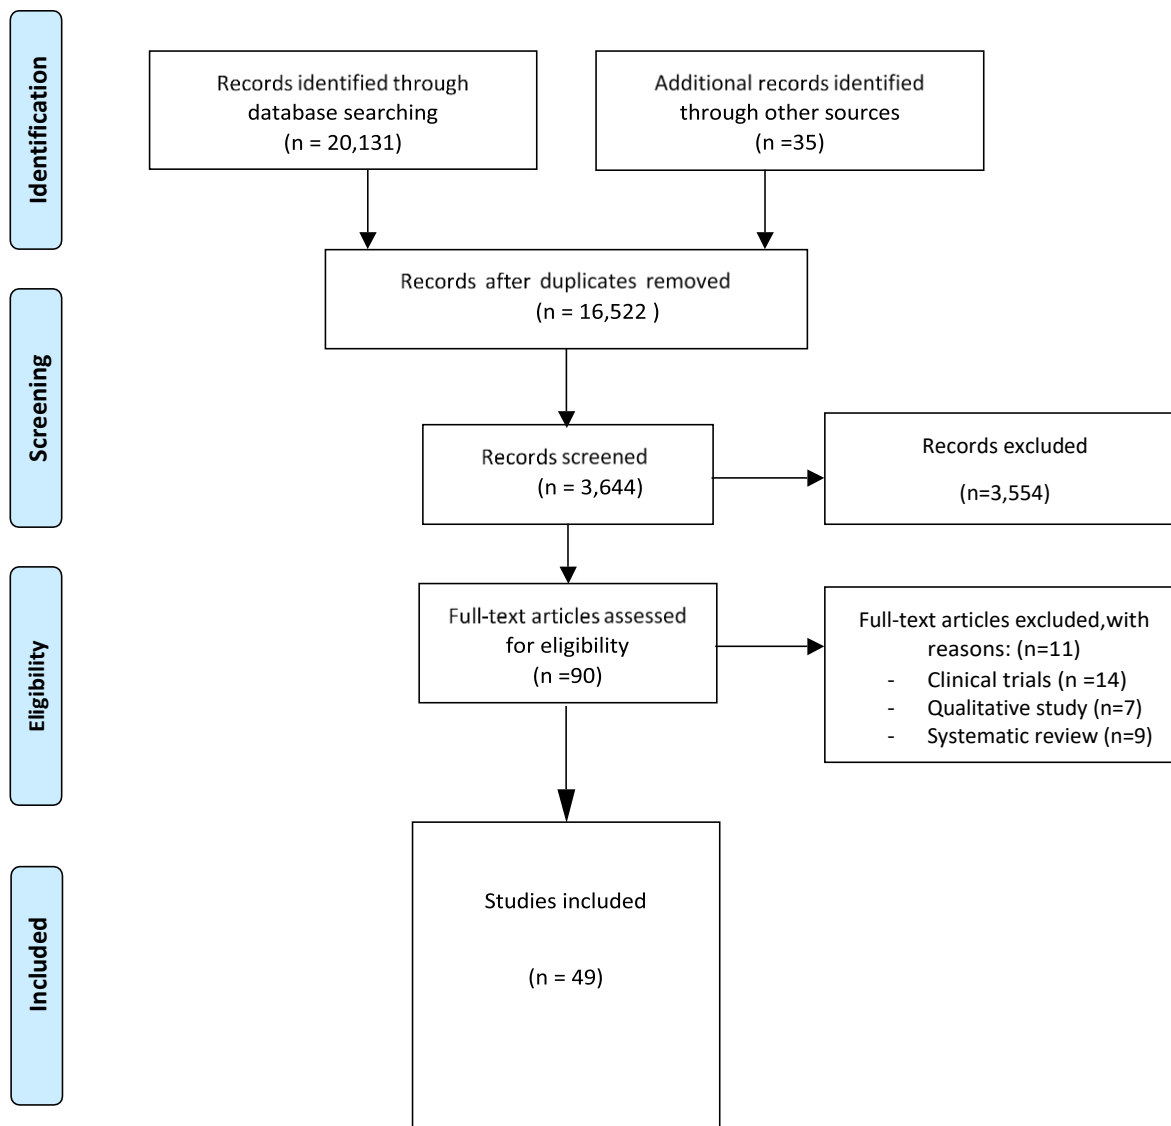 Identification
Records identified through
database searching
(n = 20,131)
Additional records identified
through other sources
(n =35)
Records after duplicates removed
(n = 16,522 )
Screening
Records screened
(n = 3,644)
Records excluded
(n=3,554)
Eligibility
Full-text articles assessed
for eligibility
(n =90)
Full-text articles excluded,with
reasons: (n=11)
- Clinical trials (n =14)
- Qualitative study (n=7)
- Systematic review (n=9)
Included
Studies included
(n = 49)